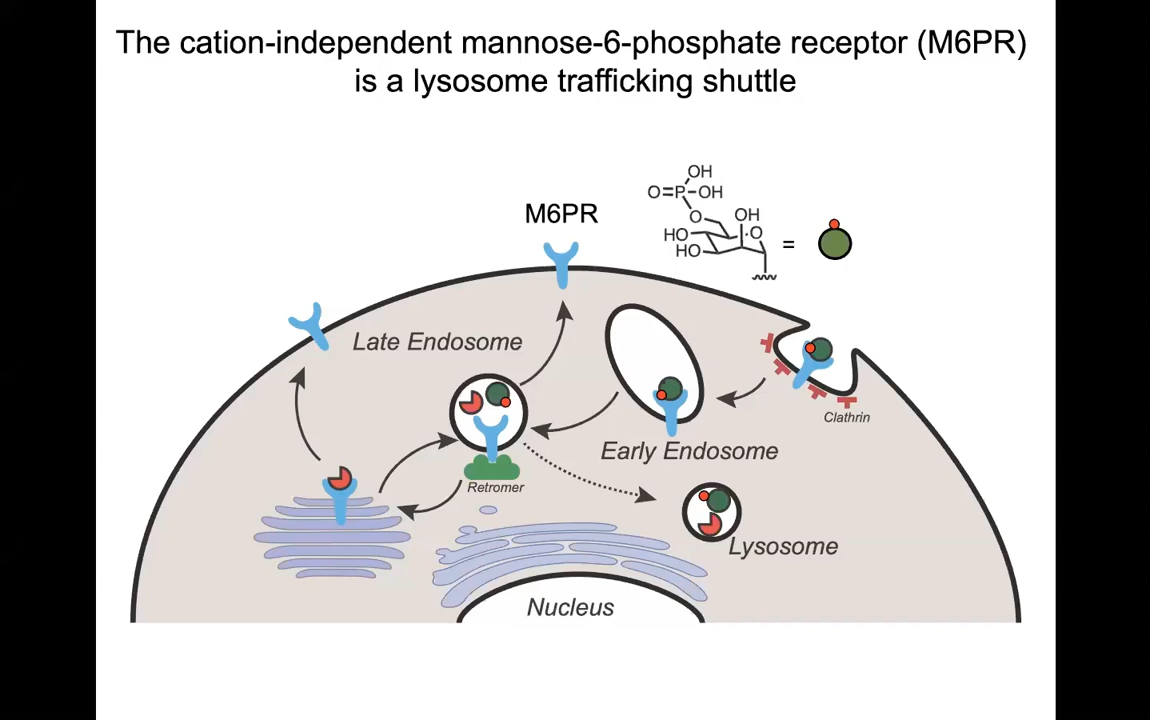 The cation-independent mannose-6-phosphate receptor (M6PR)
is a lysosome trafficking shuttle
OH
O=P-OH
M6PR
O
OH
HO
O
HO
=
Late Endosome
Clathrin
Early Endosome
Retromer
Lysosome
Nucleus